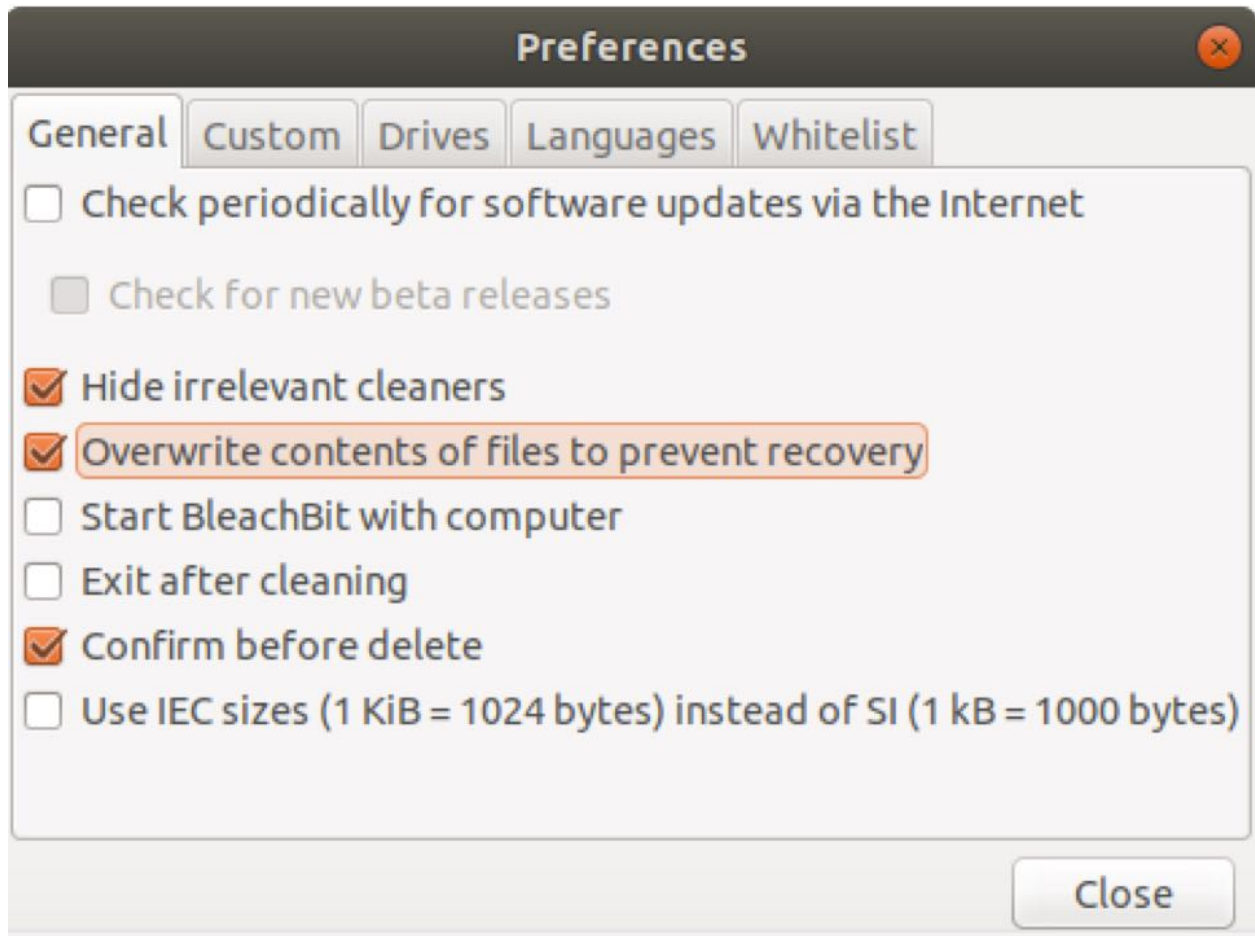 Preferences
General Custom Drives Languages Whitelist
Check periodically for software updates via the Internet
Check for new beta releases
Hide irrelevant cleaners
Overwrite contents of files to prevent recovery
Start BleachBit with computer
Exit after cleaning
Confirm before delete
Use IEC sizes (1 KiB = 1024 bytes) instead of SI (1 kB = 1000 bytes)
Close